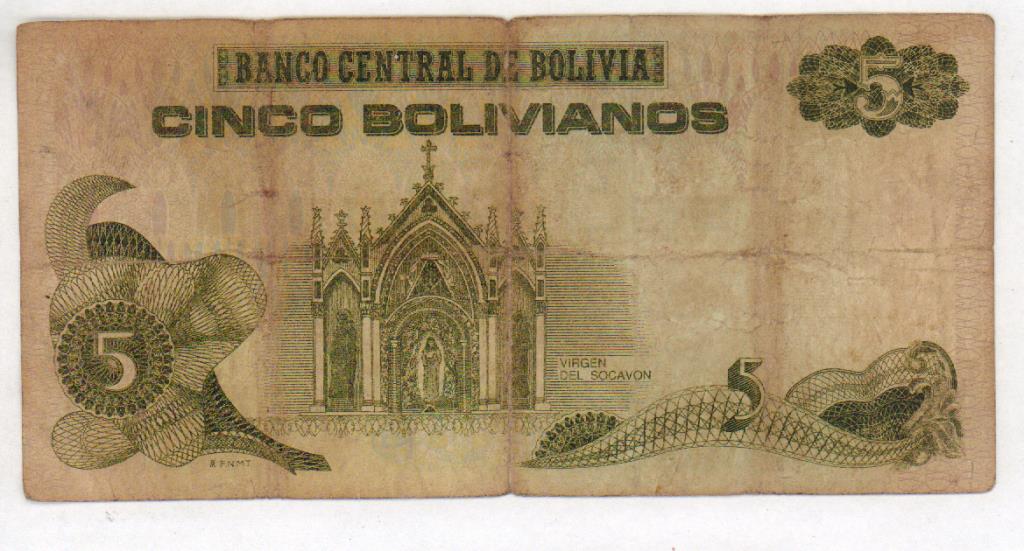 BANCO CENTRAL DE BOLIVIA
5
CINCO BOLIVIANOS
VIRGEN
DEL SOCAVON
5
5
F.N.M.T